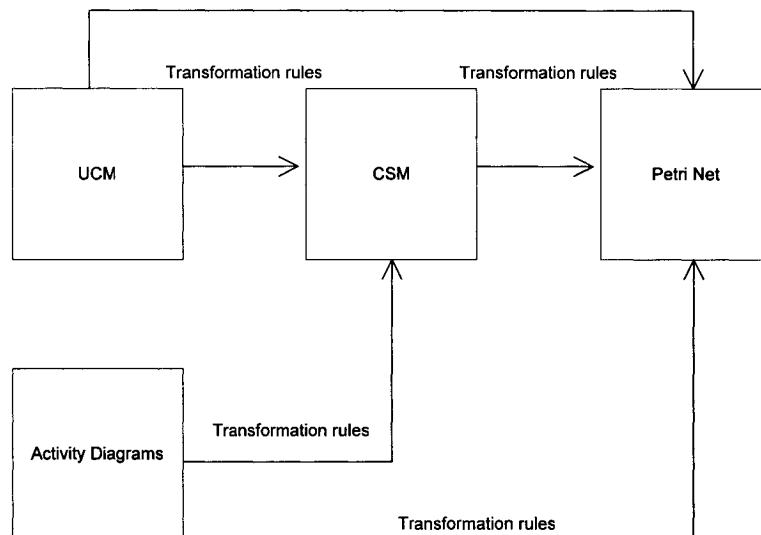 Transformation rules
Transformation rules
UCM
CSM
Petri Net
Activity Diagrams
Transformation rules
Transformation rules